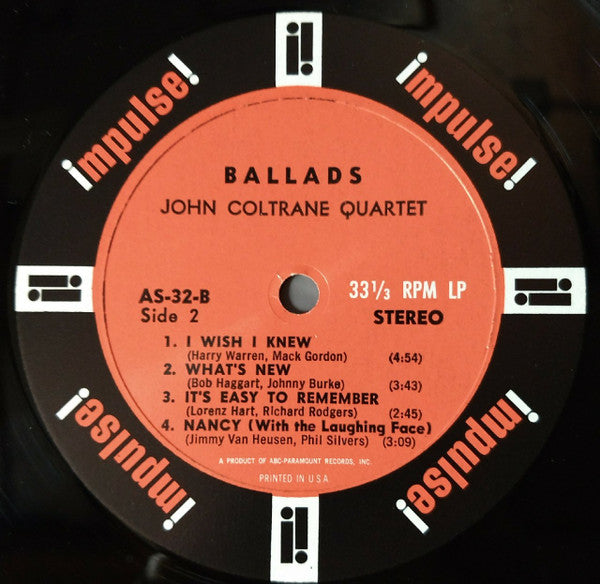 impulse!
impulse!
BALLADS
JOHN COLTRANE QUARTET
AS-32-B
Side 2
33 1/3 RPM LP
STEREO
1. I WISH I KNEW
(Harry Warren, Mack Gordon) (4:54)
2. WHAT'S NEW
(Bob Haggart, Johnny Burke) (3:43)
3. IT'S EASY TO REMEMBER
(Lorenz Hart, Richard Rodgers) (2:45)
4. NANCY (With the Laughing Face)
(Jimmy Van Heusen, Phil Silvers) (3:09)
A PRODUCT OF ABC-PARAMOUNT RECORDS, INC.
PRINTED IN U.S.A.
impulse!
impulse!